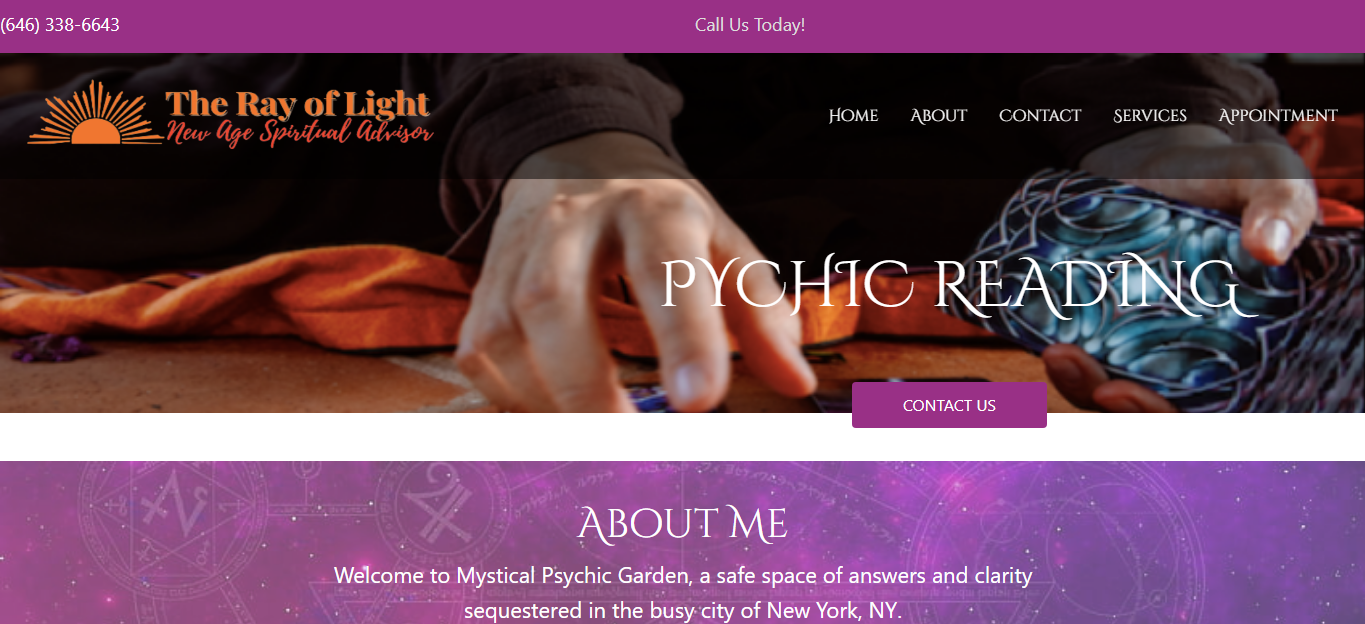 (646) 338-6643
Call Us Today!
The Ray of Light
New Age Spiritual Advisor
Home
About
Contact
Services
Appointment
Pychic Reading
CONTACT US
About Me
Welcome to Mystical Psychic Garden, a safe space of answers and clarity
sequestered in the busy city of New York, NY.